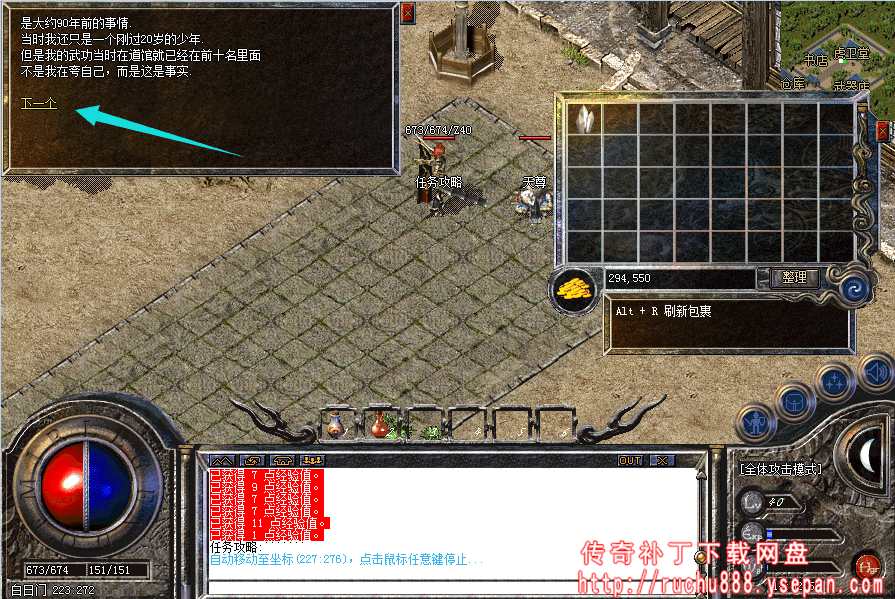 是大约90年前的事情.
当时我还只是一个刚过20岁的少年
但是我的武功当时在道馆就已经在前十名里面
不是我在夸自己，而是这是事实.
下一个
书店
虎卫堂
仓库
武器店
673/674/Z40
任务攻略
天尊
294,550
整理
Alt + R 刷新包裹
OUT
已获得 7 点经验值。
已获得 9 点经验值。
已获得 7 点经验值。
已获得 7 点经验值。
已获得 11 点经验值。
已获得 1 点经验值。
任务攻略:
自动移动至坐标(227:276), 点击鼠标任意键停止...
[全体攻击模式]
Lv 40
Exp
673/674
151/151
白日门 223:272
传奇补丁下载网盘
http://ruchu888.ysepan.com